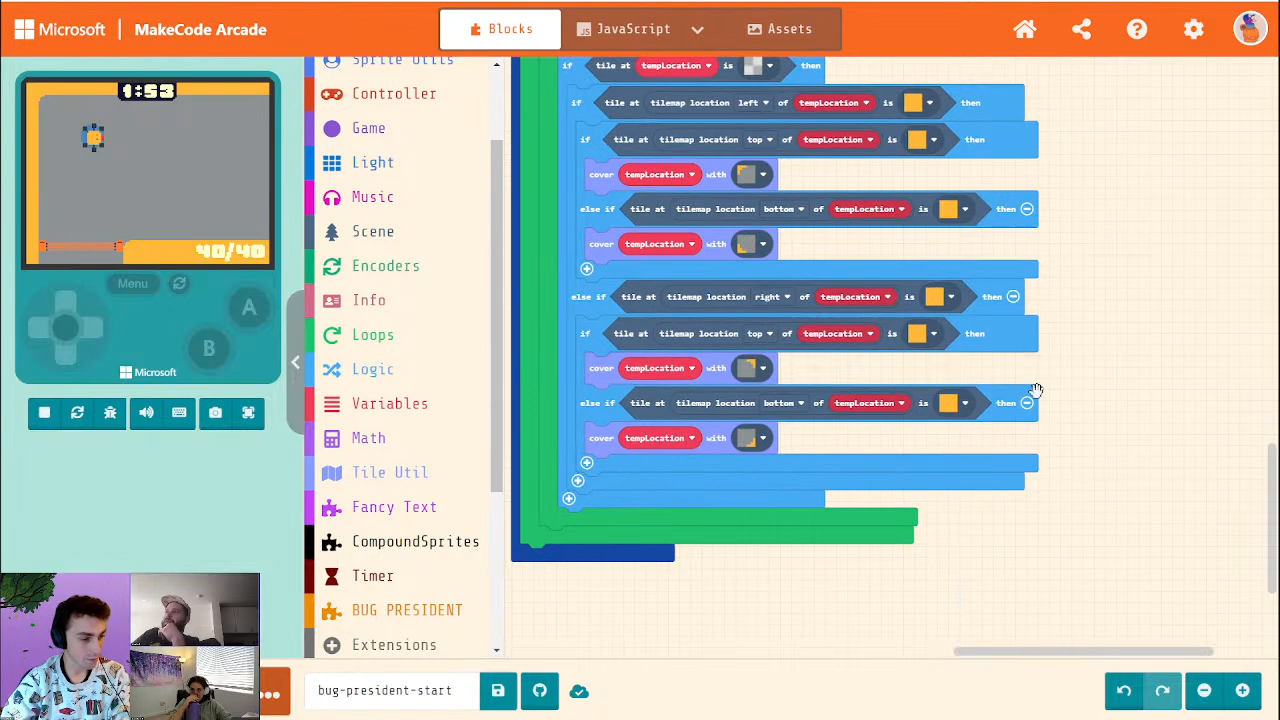 Microsoft MakeCode Arcade Blocks JavaScript Assets
1:53
40/40
Menu
A
B
Microsoft
Sprite Utils
Controller
Game
Light
Music
Scene
Encoders
Info
Loops
Logic
Variables
Math
Tile Util
Fancy Text
CompoundSprites
Timer
BUG PRESIDENT
Extensions
if tile at tempLocation is then
if tile at tilemap location left of tempLocation is then
if tile at tilemap location top of tempLocation is then
cover tempLocation with
else if tile at tilemap location bottom of tempLocation is then
cover tempLocation with
else if tile at tilemap location right of tempLocation is then
if tile at tilemap location top of tempLocation is then
cover tempLocation with
else if tile at tilemap location bottom of tempLocation is then
cover tempLocation with
bug-president-start